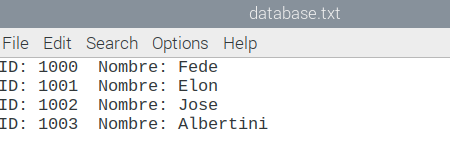 database.txt
File Edit Search Options Help
ID: 1000  Nombre: Fede
ID: 1001  Nombre: Elon
ID: 1002  Nombre: Jose
ID: 1003  Nombre: Albertini